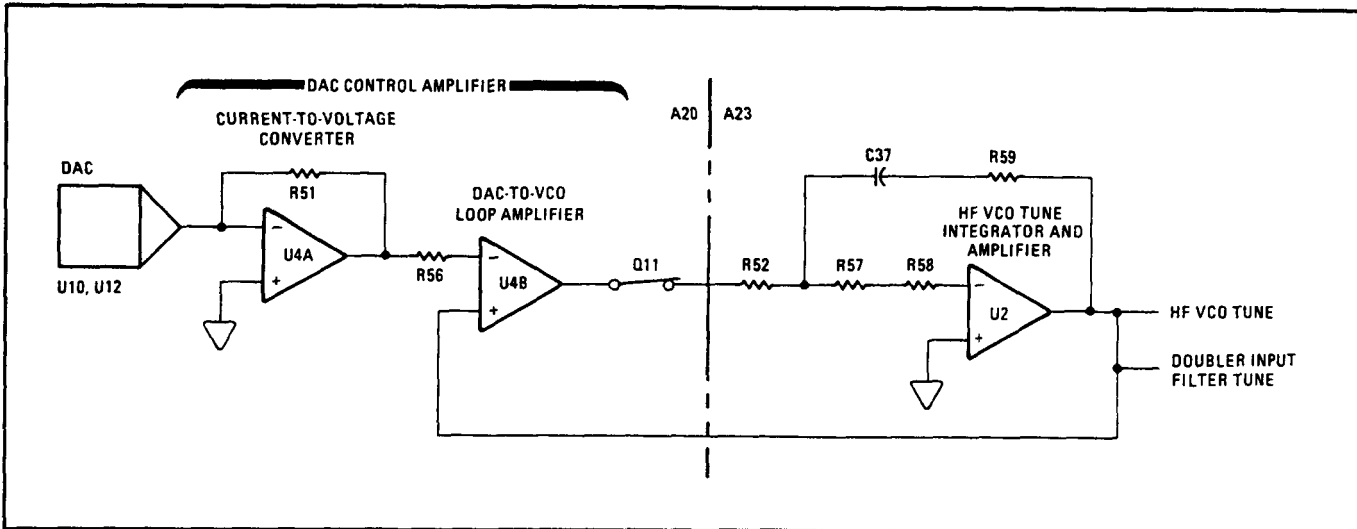 DAC CONTROL AMPLIFIER
CURRENT-TO-VOLTAGE
CONVERTER
A20
A23
DAC
R51
C37
R59
DAC-TO-VCO
LOOP AMPLIFIER
HF VCO TUNE
INTEGRATOR AND
AMPLIFIER
−
U4A
+
R56
−
U4B
+
Q11
R52
R57
R58
−
U2
+
U10, U12
HF VCO TUNE
DOUBLER INPUT
FILTER TUNE